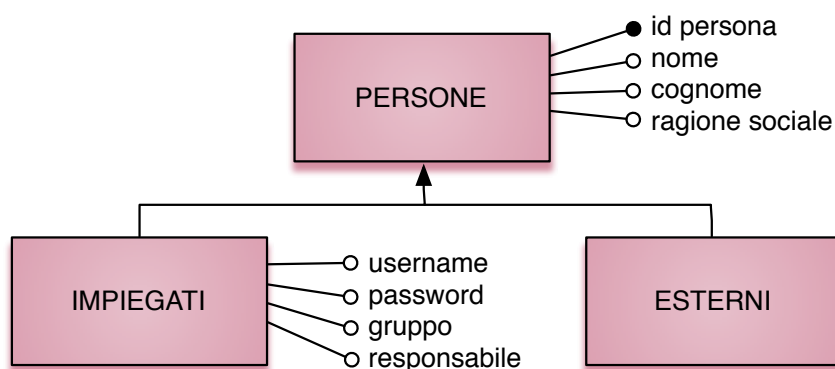 PERSONE
id persona
nome
cognome
ragione sociale
IMPIEGATI
username
password
gruppo
responsabile
ESTERNI